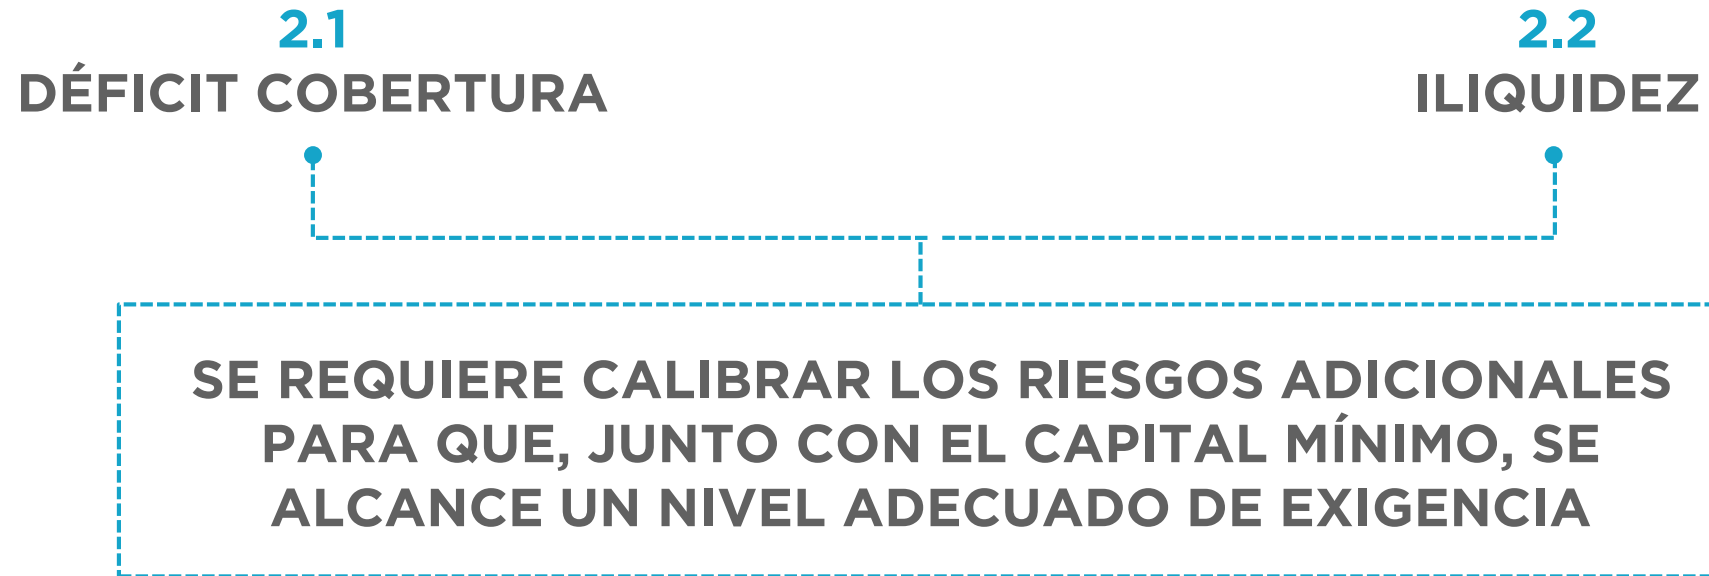 2.1
DÉFICIT COBERTURA
2.2
ILIQUIDEZ
SE REQUIERE CALIBRAR LOS RIESGOS ADICIONALES
PARA QUE, JUNTO CON EL CAPITAL MÍNIMO, SE
ALCANCE UN NIVEL ADECUADO DE EXIGENCIA